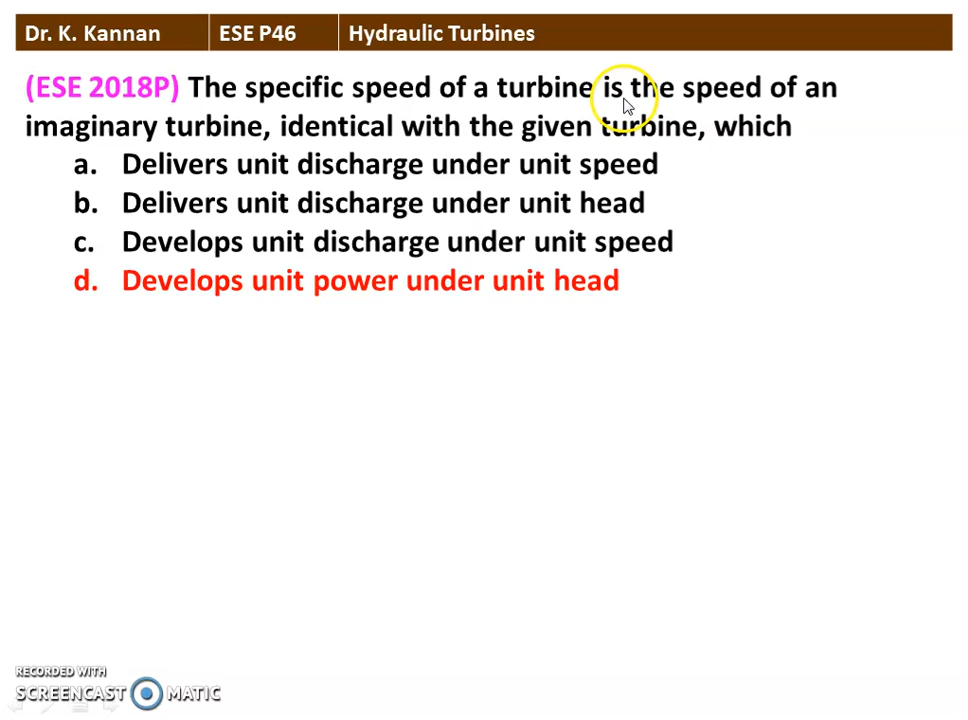 Dr. K. Kannan ESE P46 Hydraulic Turbines
(ESE 2018P) The specific speed of a turbine is the speed of an
imaginary turbine, identical with the given turbine, which
a. Delivers unit discharge under unit speed
b. Delivers unit discharge under unit head
c. Develops unit discharge under unit speed
d. Develops unit power under unit head
RECORDED WITH
SCREENCAST MATIC